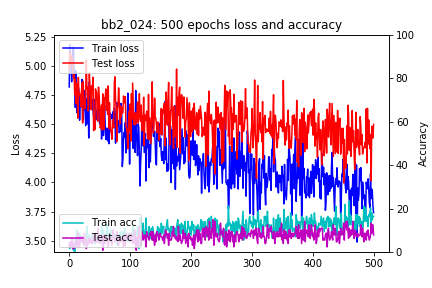 bb2_024: 500 epochs loss and accuracy
Train loss
Test loss
Train acc
Test acc
Loss
5.25
5.00
4.75
4.50
4.25
4.00
3.75
3.50
Accuracy
100
80
60
40
20
0
0 100 200 300 400 500